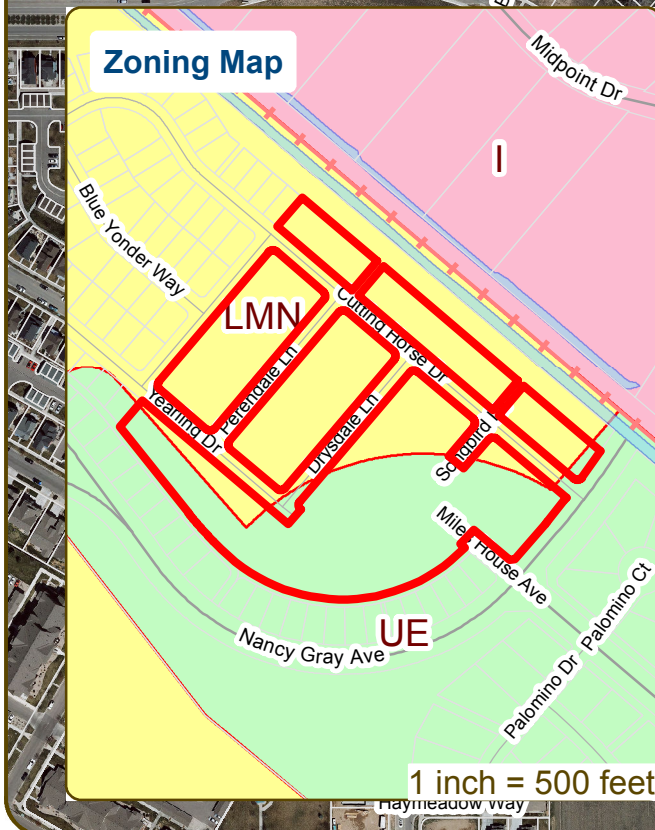 Zoning Map
Midpoint Dr
I
Blue Yonder Way
LMN
Cutting Horse Dr
Perendale Ln
Yearling Dr
Drysdale Ln
Songbird
Miles House Ave
Palomino Ct
UE
Nancy Gray Ave
Palomino Dr
1 inch = 500 feet
Haymeadow Way